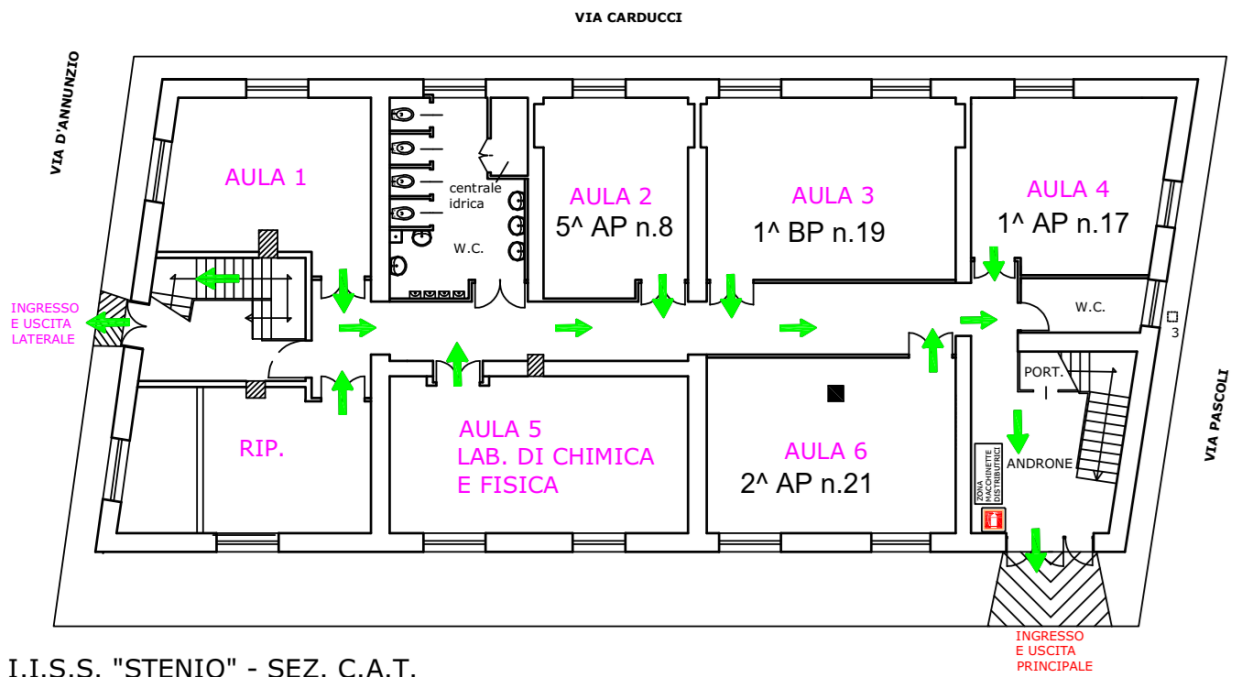 VIA CARDUCCI
VIA D'ANNUNZIO
AULA 1
centrale
idrica
W.C.
AULA 2
5^ AP n.8
AULA 3
1^ BP n.19
AULA 4
1^ AP n.17
INGRESSO
E USCITA
LATERALE
W.C.
3
PORT.
VIA PASCOLI
RIP.
AULA 5
LAB. DI CHIMICA
E FISICA
AULA 6
2^ AP n.21
ANDRONE
ZONA
MACCHINETTE
DISTRIBUTRICI
INGRESSO
E USCITA
PRINCIPALE
I.I.S.S. "STENIO" - SEZ. C.A.T.